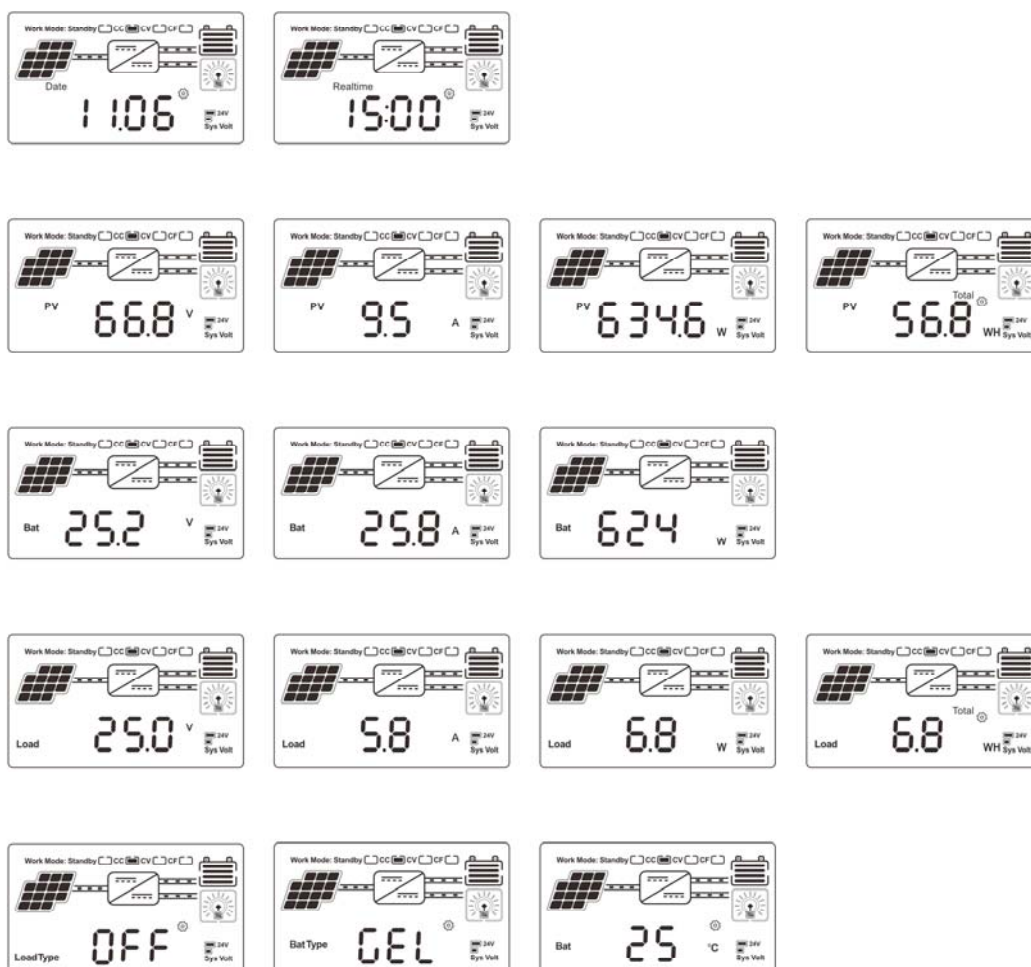 Work Mode: Standby CC CV CF
Date
11.06
24V
Sys Volt
Work Mode: Standby CC CV CF
Realtime
15:00
24V
Sys Volt
Work Mode: Standby CC CV CF
PV
66.8 V
24V
Sys Volt
Work Mode: Standby CC CV CF
PV
9.5 A
24V
Sys Volt
Work Mode: Standby CC CV CF
PV
634.6 W
24V
Sys Volt
Work Mode: Standby CC CV CF
PV
Total
56.8 WH
24V
Sys Volt
Work Mode: Standby CC CV CF
Bat 25.2 V
24V
Sys Volt
Work Mode: Standby CC CV CF
Bat 25.8 A
24V
Sys Volt
Work Mode: Standby CC CV CF
Bat 624 W
24V
Sys Volt
Work Mode: Standby CC CV CF
Load 25.0 V
24V
Sys Volt
Work Mode: Standby CC CV CF
Load 5.8 A
24V
Sys Volt
Work Mode: Standby CC CV CF
Load 6.8 W
24V
Sys Volt
Work Mode: Standby CC CV CF
Total
Load 6.8 WH
24V
Sys Volt
Work Mode: Standby CC CV CF
LoadType OFF
24V
Sys Volt
Work Mode: Standby CC CV CF
Bat Type GEL
24V
Sys Volt
Work Mode: Standby CC CV CF
Bat 25 °C
24V
Sys Volt